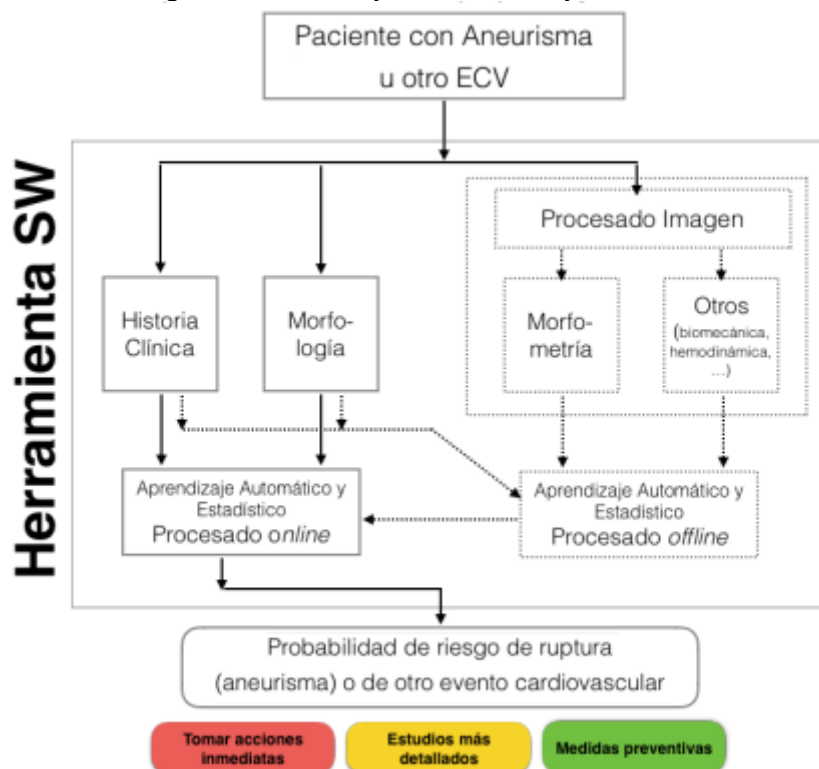 Paciente con Aneurisma
u otro ECV
Herramienta SW
Procesado Imagen
Historia
Clínica
Morfo-
logía
Morfo-
metría
Otros
(biomecánica,
hemodinámica,
...)
Aprendizaje Automático y
Estadístico
Procesado online
Aprendizaje Automático y
Estadístico
Procesado offline
Probabilidad de riesgo de ruptura
(aneurisma) o de otro evento cardiovascular
Tomar acciones
inmediatas
Estudios más
detallados
Medidas preventivas